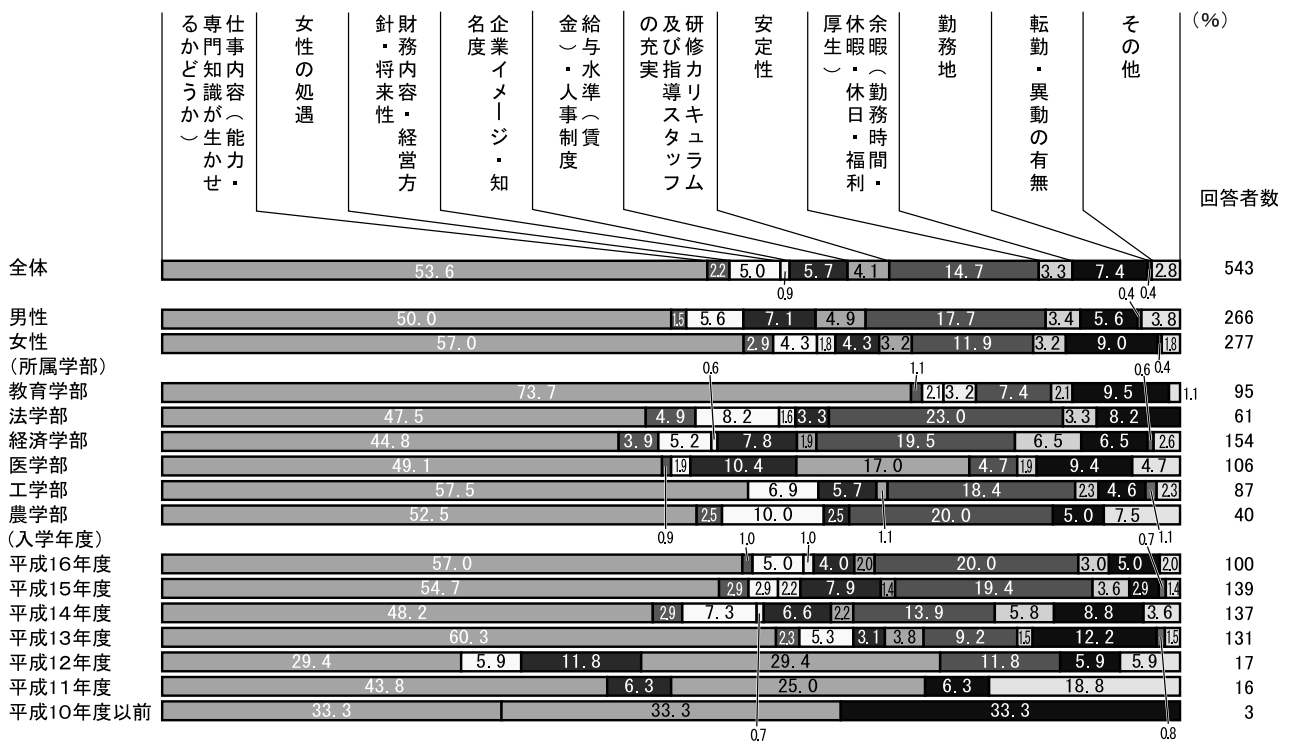 仕事内容（能力・
専門知識が生かせ
るかどうか）
女性の処遇
財務内容・経営方
針・将来性
企業イメージ・知
名度
給与水準（賃
金）・人事制度
研修カリキュラム
及び指導スタッフ
の充実
安定性
余暇（勤務時間・
休暇・休日・福利
厚生）
勤務地
転勤・異動の有無
その他
（％）
回答者数
全体 53.6 2.2 5.0 5.7 4.1 14.7 3.3 7.4 2.8 543
0.9 0.4 0.4
男性 50.0 1.5 5.6 7.1 4.9 17.7 3.4 5.6 3.8 266
女性 57.0 2.9 4.3 1.8 4.3 3.2 11.9 3.2 9.0 1.8 277
（所属学部） 0.6 1.1 0.6 0.4
教育学部 73.7 2.1 3.2 7.4 2.1 9.5 1.1 95
法学部 47.5 4.9 8.2 1.6 3.3 23.0 3.3 8.2 61
経済学部 44.8 3.9 5.2 7.8 1.9 19.5 6.5 6.5 2.6 154
医学部 49.1 1.9 10.4 17.0 4.7 1.9 9.4 4.7 106
工学部 57.5 6.9 5.7 18.4 2.3 4.6 2.3 87
農学部 52.5 2.5 10.0 2.5 20.0 5.0 7.5 40
（入学年度） 0.9 1.0 1.0 1.1 0.7 1.1
平成16年度 57.0 5.0 4.0 2.0 20.0 3.0 5.0 2.0 100
平成15年度 54.7 2.9 2.9 2.2 7.9 1.4 19.4 3.6 2.9 1.4 139
平成14年度 48.2 2.9 7.3 6.6 2.2 13.9 5.8 8.8 3.6 137
平成13年度 60.3 2.3 5.3 3.1 3.8 9.2 1.5 12.2 1.5 131
平成12年度 29.4 5.9 11.8 29.4 11.8 5.9 5.9 17
平成11年度 43.8 6.3 25.0 6.3 18.8 16
平成10年度以前 33.3 33.3 33.3 3
0.7 0.8